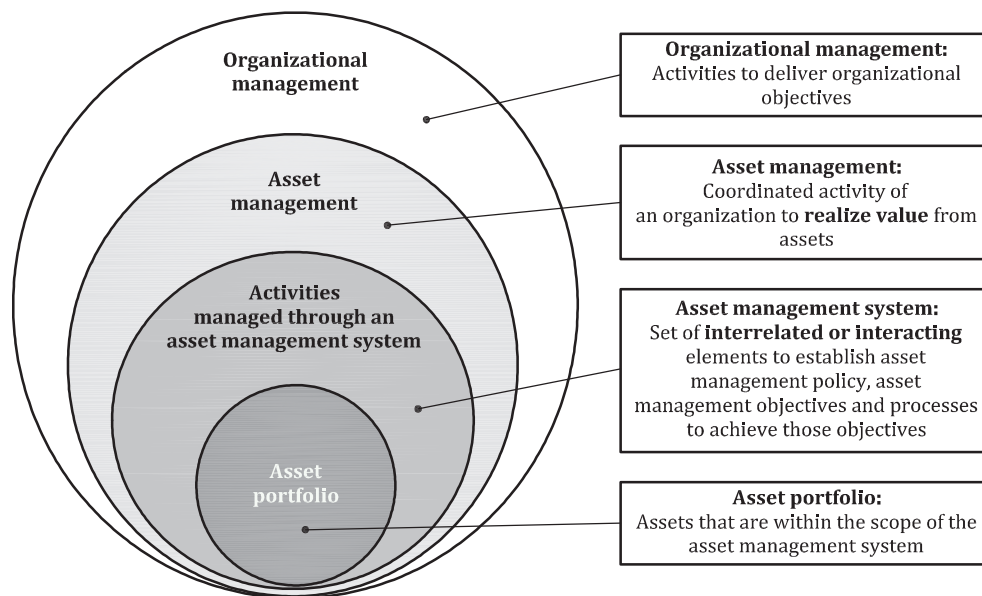 Organizational
management
Asset
management
Activities
managed through an
asset management system
Asset
portfolio
Organizational management:
Activities to deliver organizational
objectives
Asset management:
Coordinated activity of
an organization to realize value from
assets
Asset management system:
Set of interrelated or interacting
elements to establish asset
management policy, asset
management objectives and processes
to achieve those objectives
Asset portfolio:
Assets that are within the scope of the
asset management system